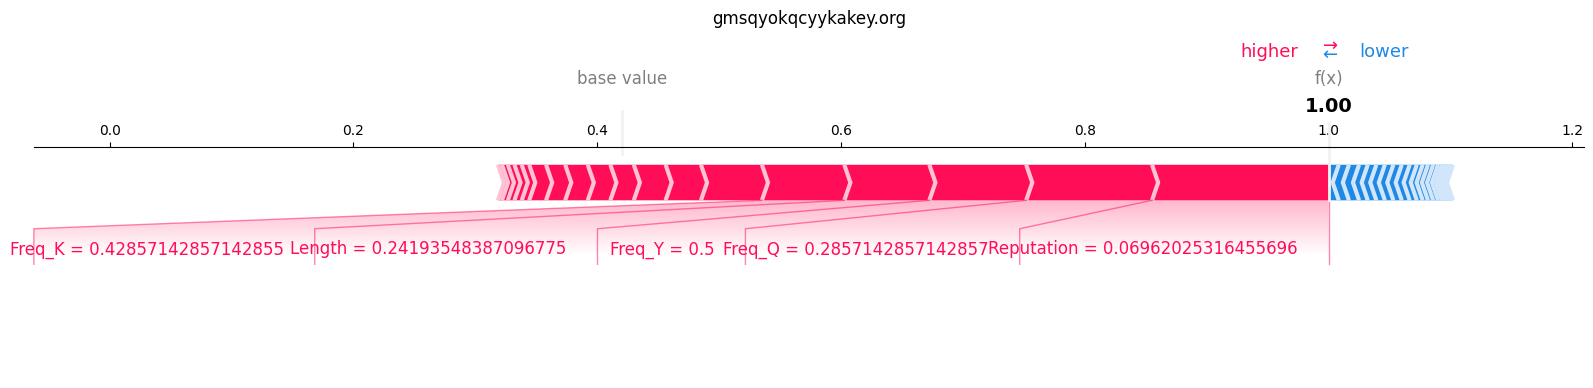 gmsqyokqcyykakey.org
higher ⇄ lower
base value f(x)
1.00
0.0 0.2 0.4 0.6 0.8 1.0 1.2
Freq_K = 0.42857142857142855 Length = 0.24193548387096775 Freq_Y = 0.5 Freq_Q = 0.2857142857142857 Reputation = 0.06962025316455696